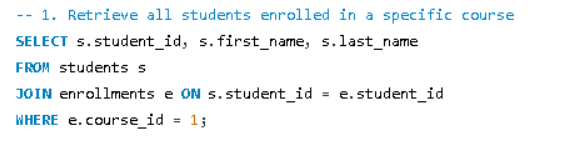 -- 1. Retrieve all students enrolled in a specific course
SELECT s.student_id, s.first_name, s.last_name
FROM students s
JOIN enrollments e ON s.student_id = e.student_id
WHERE e.course_id = 1;